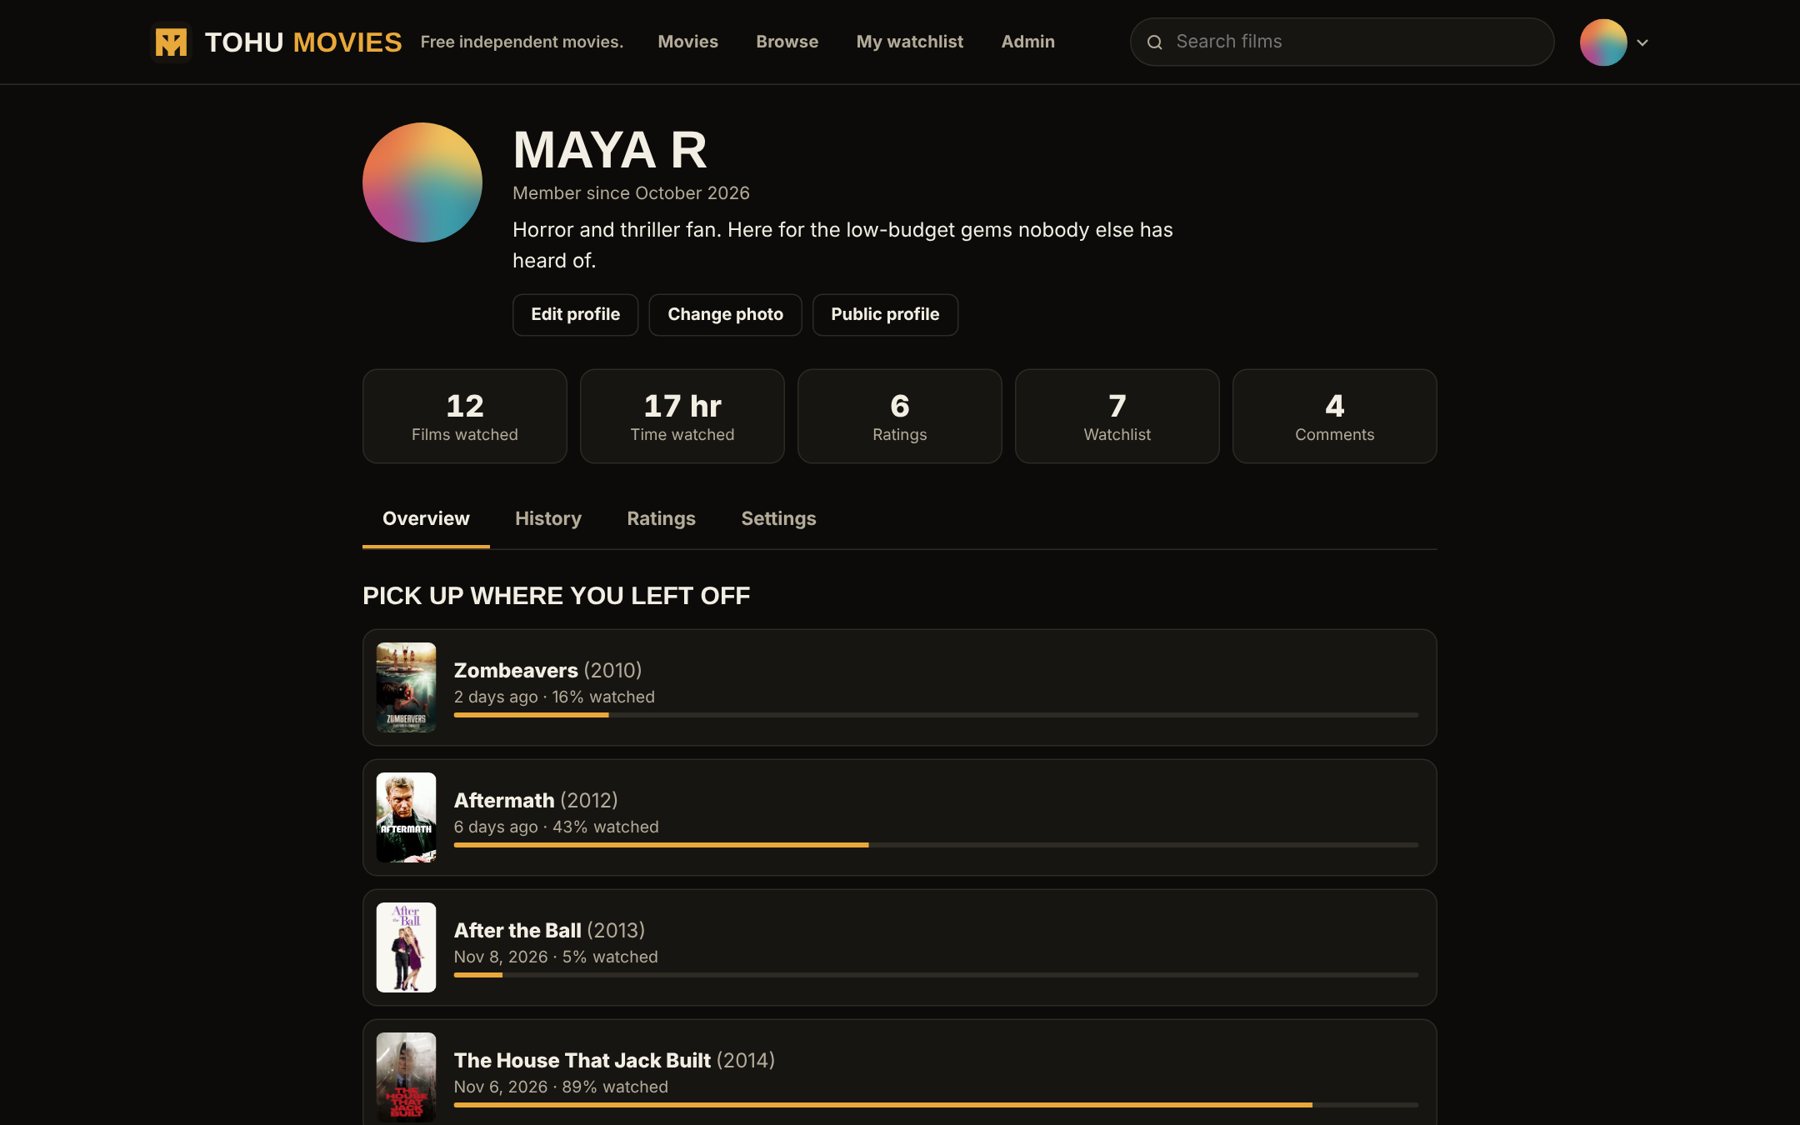 TOHU MOVIES Free independent movies. Movies Browse My watchlist Admin Search films
MAYA R
Member since October 2026
Horror and thriller fan. Here for the low-budget gems nobody else has
heard of.
Edit profile Change photo Public profile
12 17 hr 6 7 4
Films watched Time watched Ratings Watchlist Comments
Overview History Ratings Settings
PICK UP WHERE YOU LEFT OFF
ZOMBEAVERS
Zombeavers (2010)
2 days ago · 16% watched
AFTERMATH
Aftermath (2012)
6 days ago · 43% watched
After
the Ball
After the Ball (2013)
Nov 8, 2026 · 5% watched
THE
HOUSE
THAT
JACK
BUILT
The House That Jack Built (2014)
Nov 6, 2026 · 89% watched